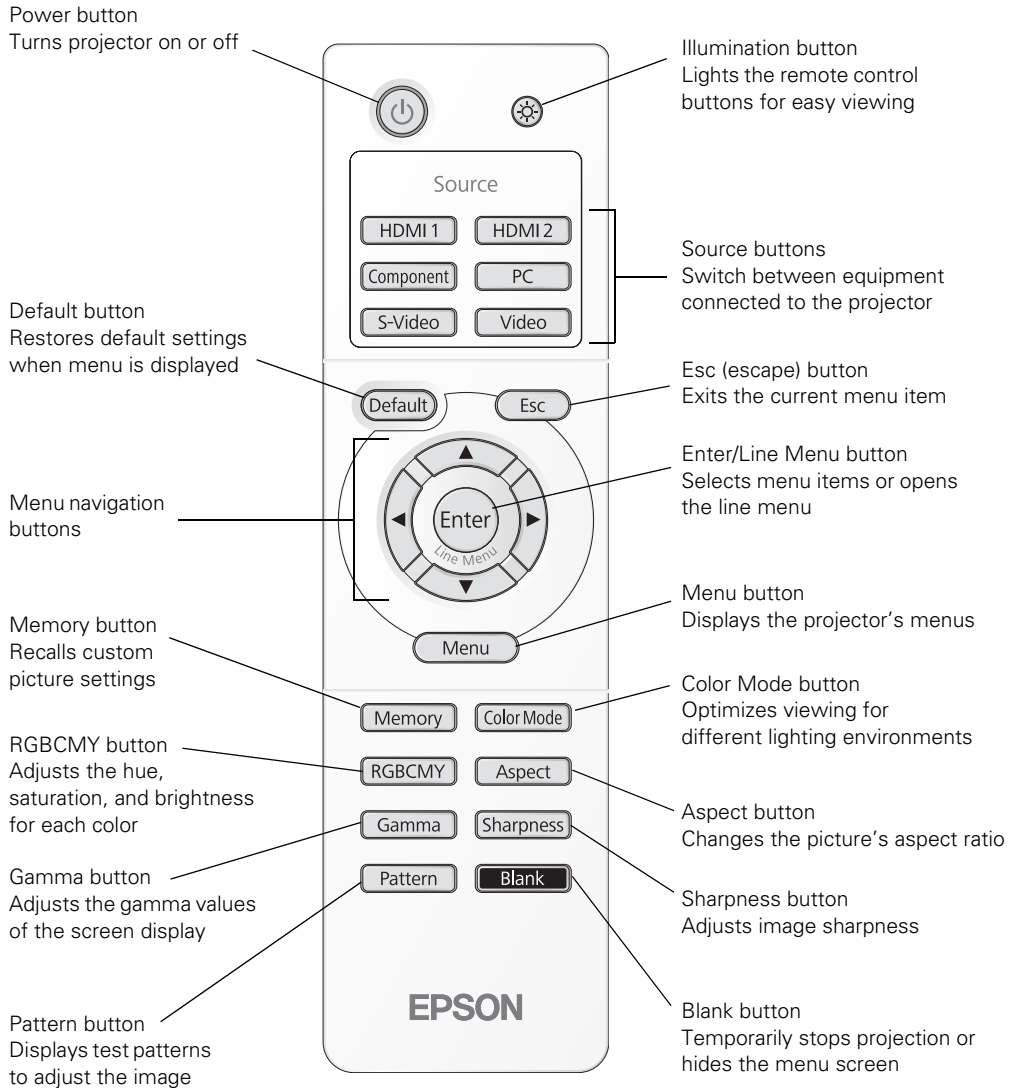 Power button
Turns projector on or off
Illumination button
Lights the remote control
buttons for easy viewing
Source
HDMI 1
HDMI 2
Component
PC
S-Video
Video
Source buttons
Switch between equipment
connected to the projector
Default button
Restores default settings
when menu is displayed
Default
Esc
Esc (escape) button
Exits the current menu item
Enter
Line Menu
Enter/Line Menu button
Selects menu items or opens
the line menu
Menu navigation
buttons
Menu
Menu button
Displays the projector's menus
Memory button
Recalls custom
picture settings
Memory
Color Mode
Color Mode button
Optimizes viewing for
different lighting environments
RGBCMY button
Adjusts the hue,
saturation, and brightness
for each color
RGBCMY
Aspect
Aspect button
Changes the picture's aspect ratio
Gamma
Sharpness
Gamma button
Adjusts the gamma values
of the screen display
Pattern
Blank
Sharpness button
Adjusts image sharpness
EPSON
Pattern button
Displays test patterns
to adjust the image
Blank button
Temporarily stops projection or
hides the menu screen